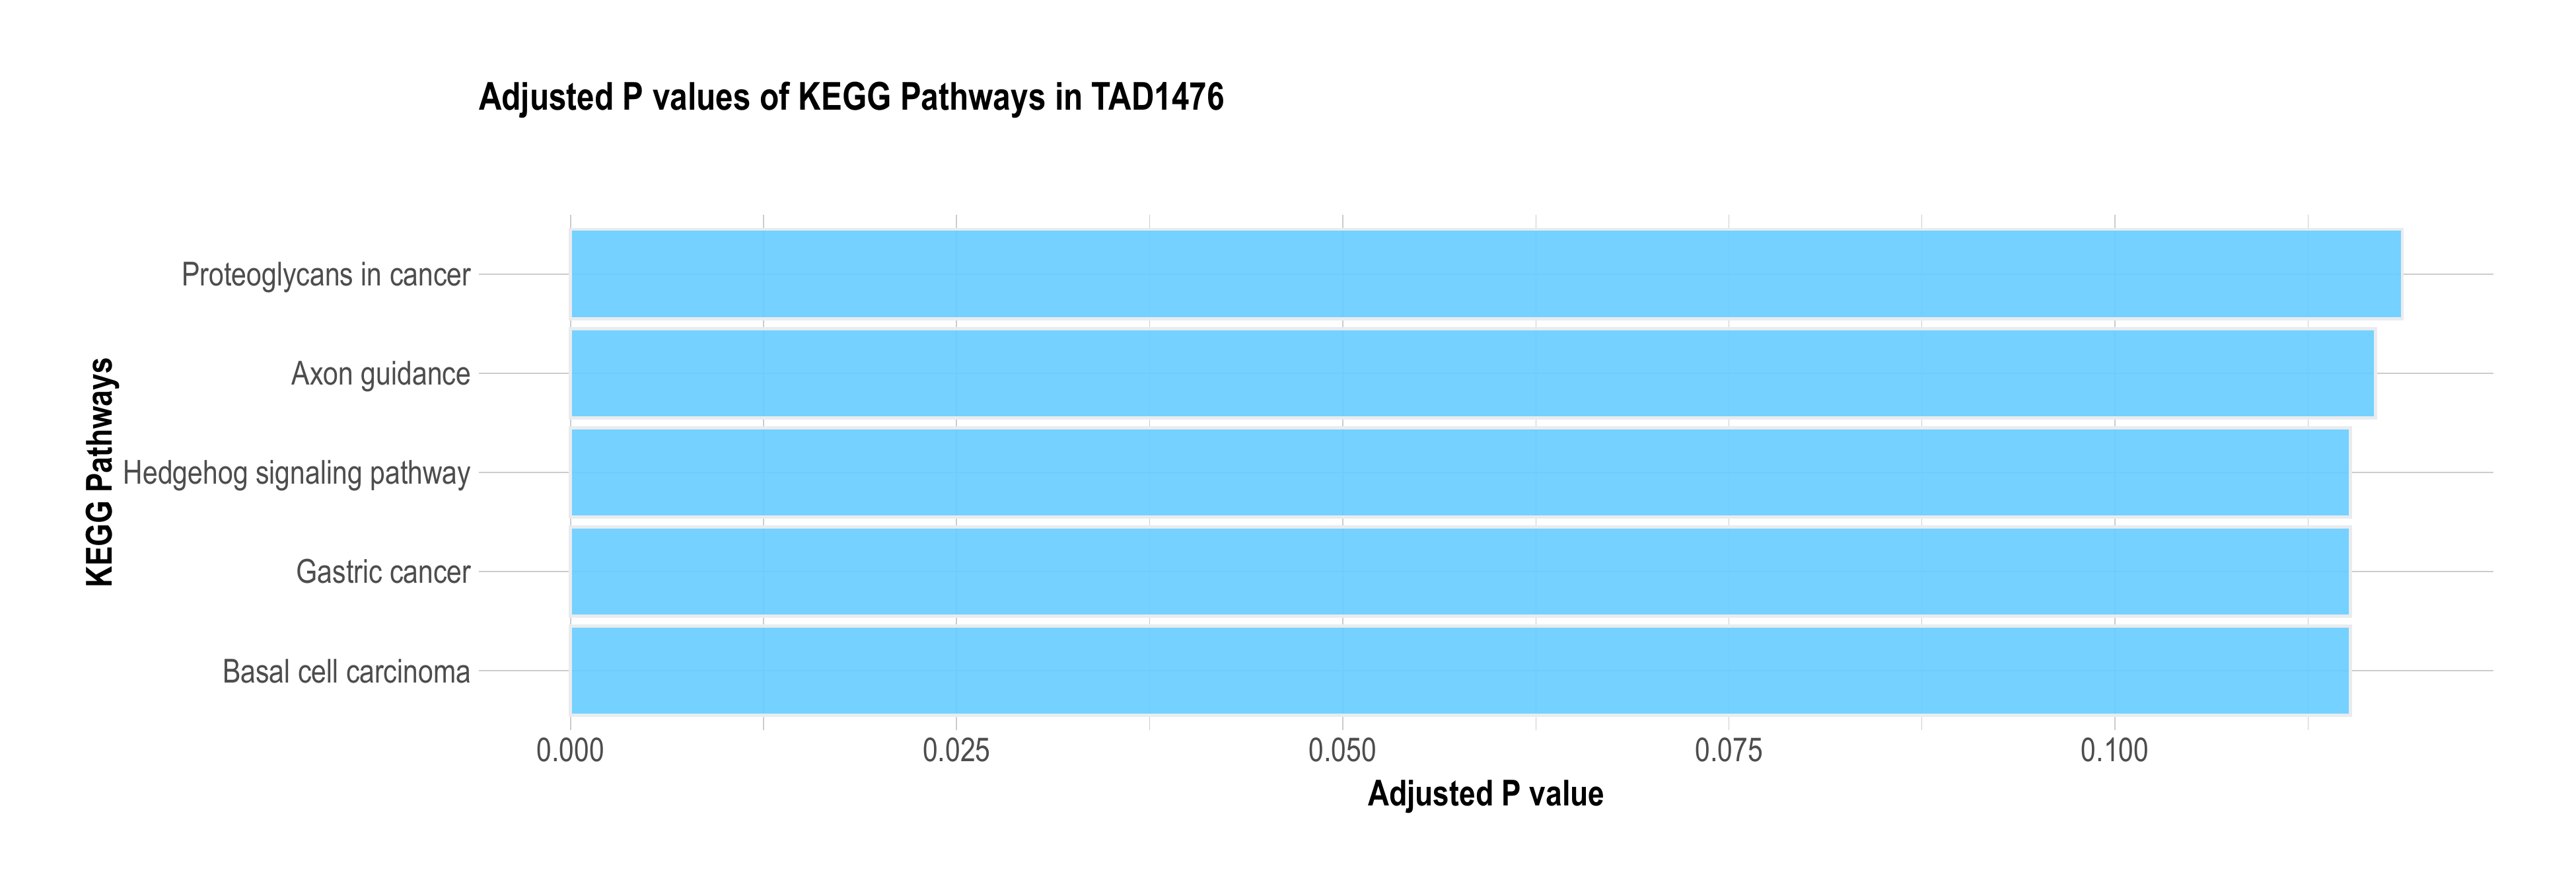 Adjusted P values of KEGG Pathways in TAD1476
KEGG Pathways
Proteoglycans in cancer
Axon guidance
Hedgehog signaling pathway
Gastric cancer
Basal cell carcinoma
0.000 0.025 0.050 0.075 0.100
Adjusted P value